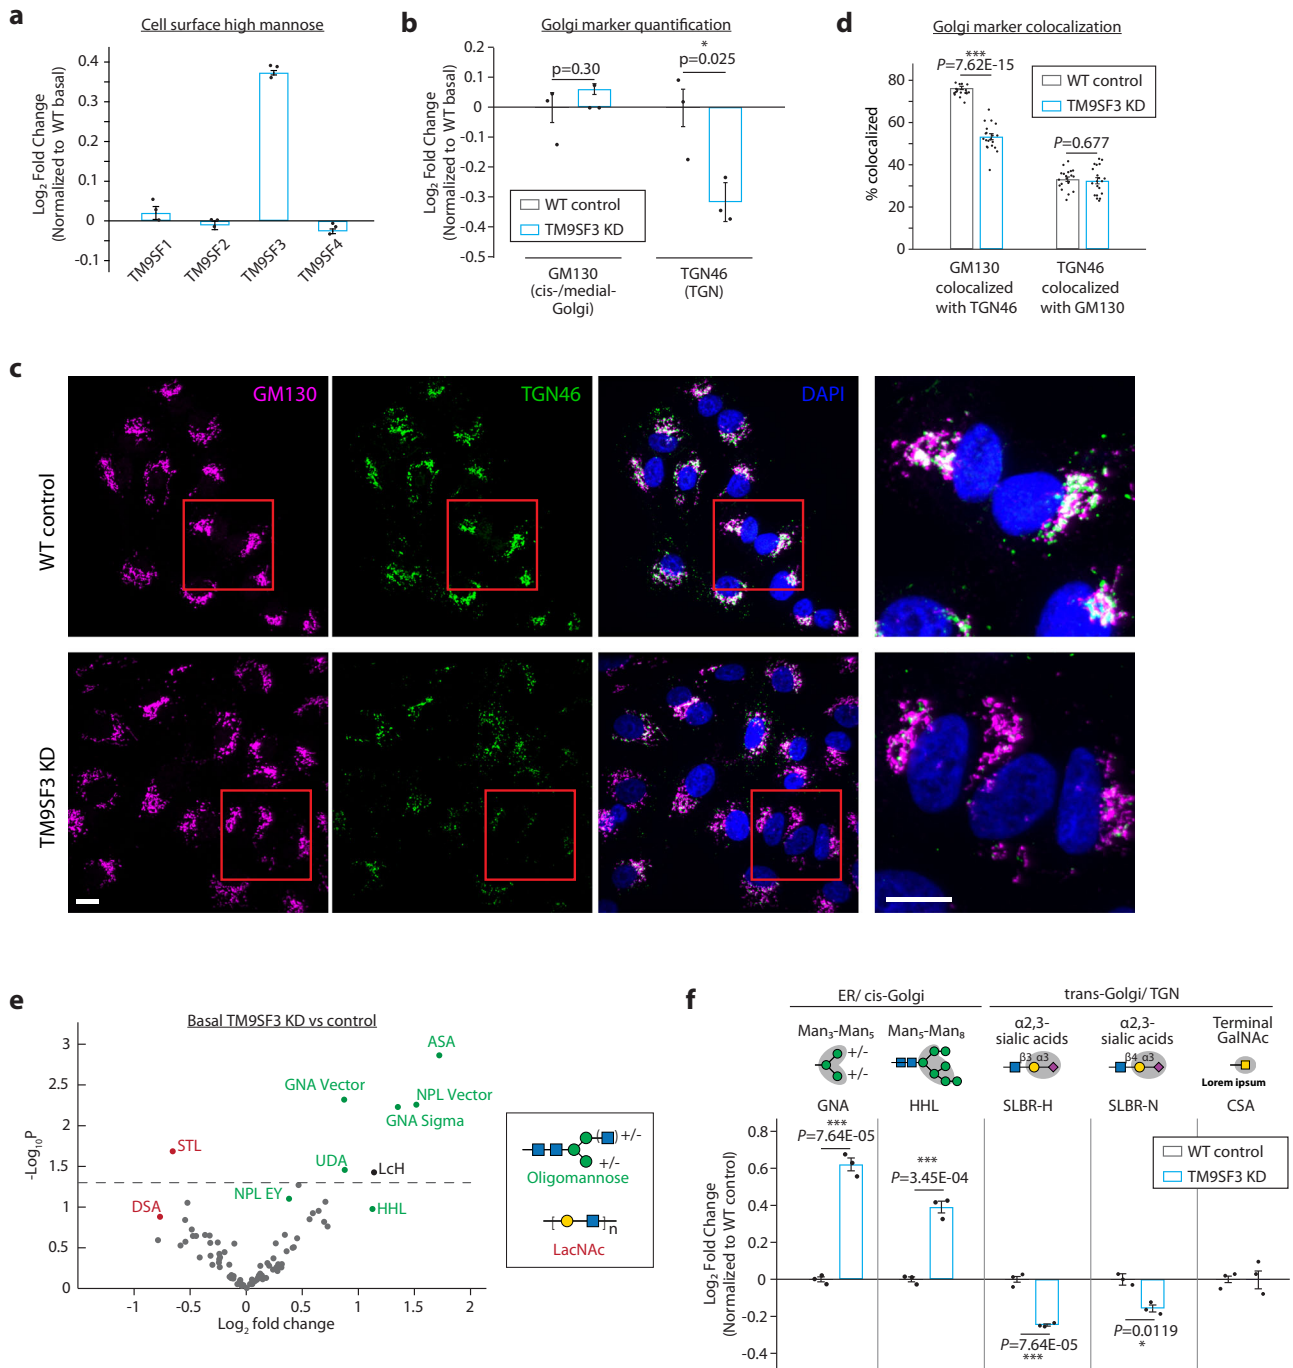 a
Cell surface high mannose
Log2 Fold Change
(Normalized to WT basal)
0.4
0.3
0.2
0.1
0
-0.1
TM9SF1
TM9SF2
TM9SF3
TM9SF4
b
Golgi marker quantification
Log2 Fold Change
(Normalized to WT basal)
0.2
0.1
0
-0.1
-0.2
-0.3
-0.4
-0.5
p=0.30
*
p=0.025
WT control
TM9SF3 KD
GM130
(cis-/medial-
Golgi)
TGN46
(TGN)
d
Golgi marker colocalization
% colocalized
80
60
40
20
0
***
P=7.62E-15
P=0.677
WT control
TM9SF3 KD
GM130
colocalized
with TGN46
TGN46
colocalized
with GM130
c
GM130
TGN46
DAPI
WT control
TM9SF3 KD
e
Basal TM9SF3 KD vs control
-Log10P
3
2.5
2
1.5
1
0.5
0
ASA
GNA Vector
NPL Vector
GNA Sigma
STL
UDA
LcH
NPL EY
HHL
DSA
-1
-0.5
0
0.5
1
1.5
2
Log2 fold change
( ) +/-
+/-
Oligomannose
[ ]n
LacNAc
f
ER/ cis-Golgi
trans-Golgi/ TGN
Man3-Man5
Man5-Man8
α2,3-
sialic acids
α2,3-
sialic acids
Terminal
GalNAc
+/-
+/-
β3 α3
β4 α3
Lorem ipsum
GNA
HHL
SLBR-H
SLBR-N
CSA
Log2 Fold Change
(Normalized to WT control)
0.8
0.6
0.4
0.2
0
-0.2
-0.4
***
P=7.64E-05
***
P=3.45E-04
WT control
TM9SF3 KD
P=7.64E-05
***
P=0.0119
*